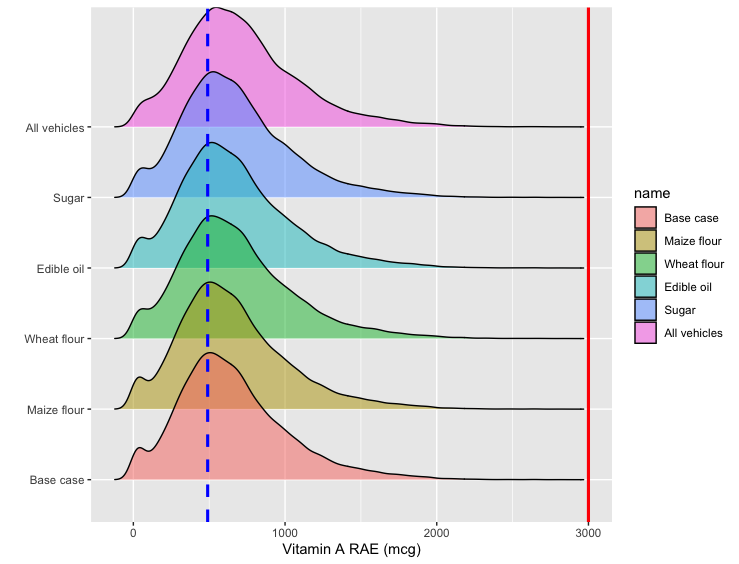 All vehicles
Sugar
Edible oil
Wheat flour
Maize flour
Base case
0
1000
2000
3000
Vitamin A RAE (mcg)
name
Base case
Maize flour
Wheat flour
Edible oil
Sugar
All vehicles